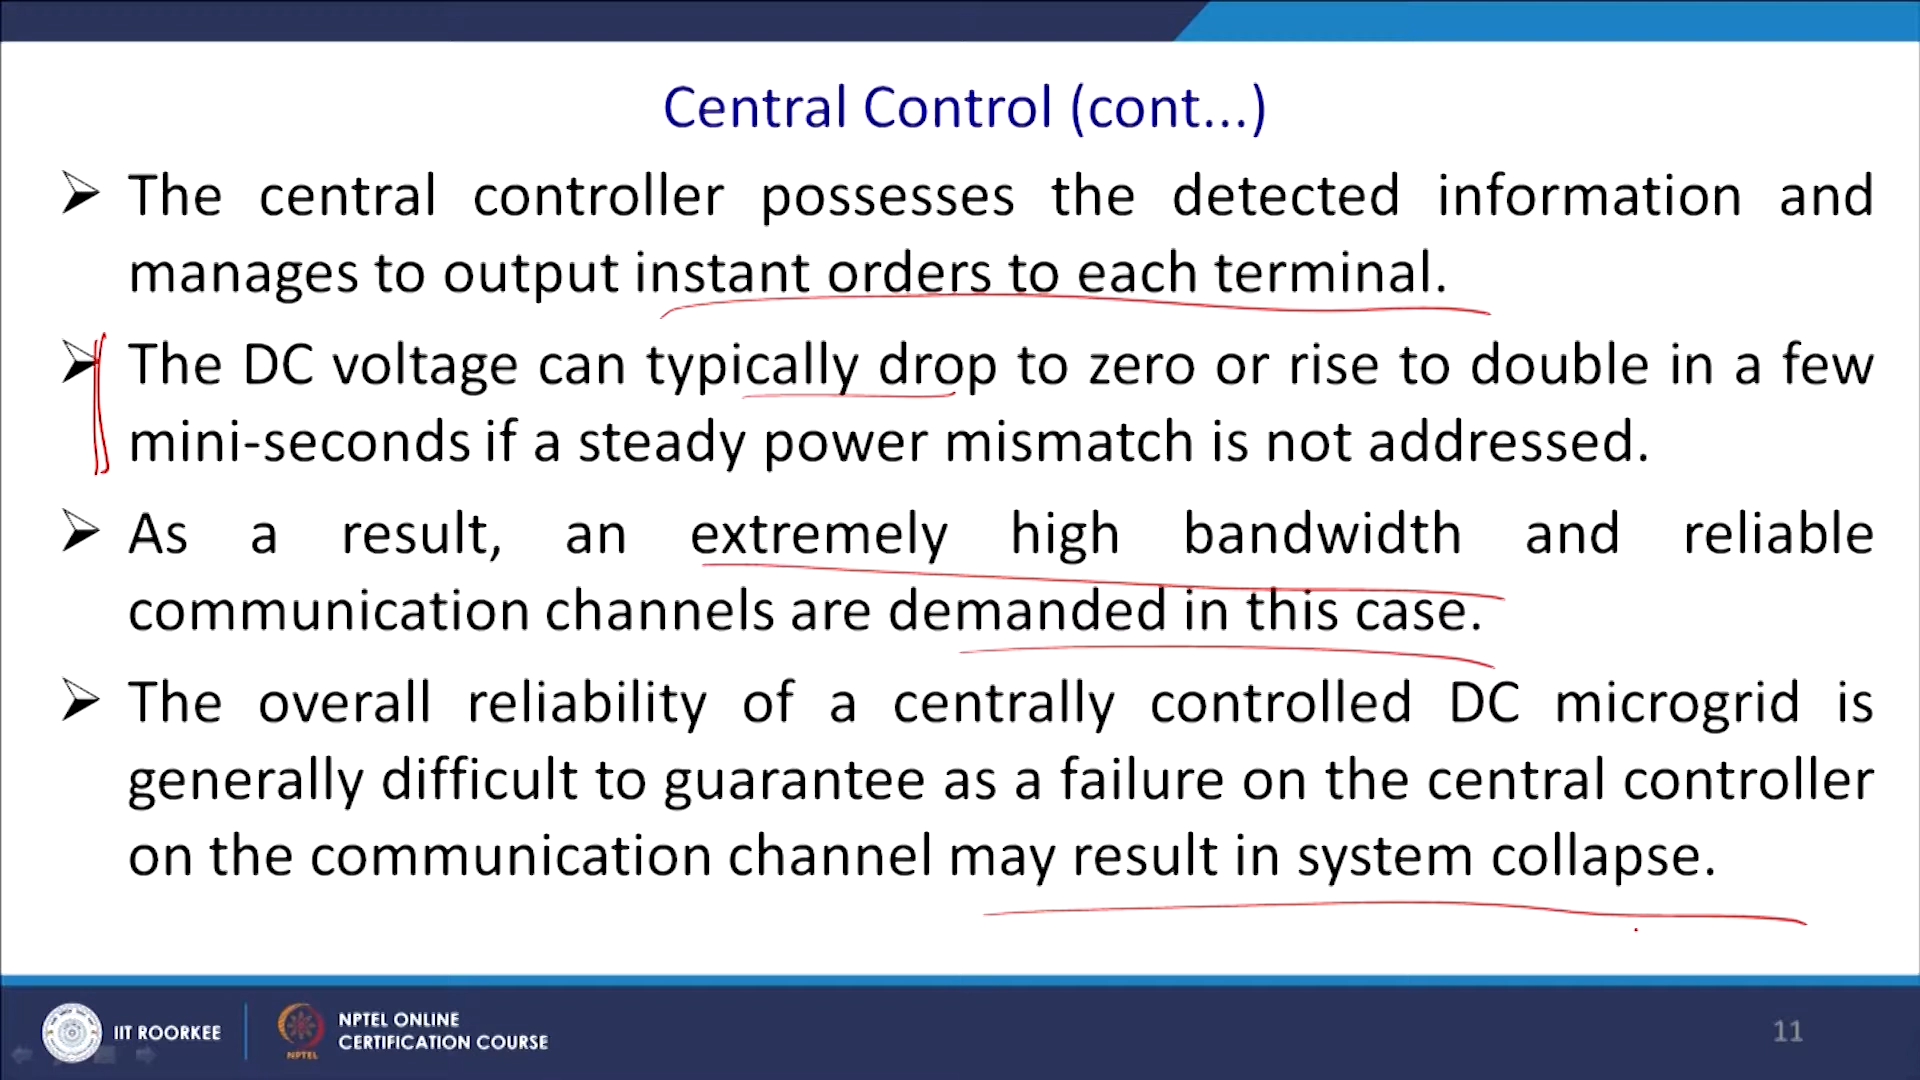 Central Control (cont...)
The central controller possesses the detected information and
manages to output instant orders to each terminal.
The DC voltage can typically drop to zero or rise to double in a few
mini-seconds if a steady power mismatch is not addressed.
As a result, an extremely high bandwidth and reliable
communication channels are demanded in this case.
The overall reliability of a centrally controlled DC microgrid is
generally difficult to guarantee as a failure on the central controller
on the communication channel may result in system collapse.
IIT ROORKEE
NPTEL
NPTEL ONLINE
CERTIFICATION COURSE
11